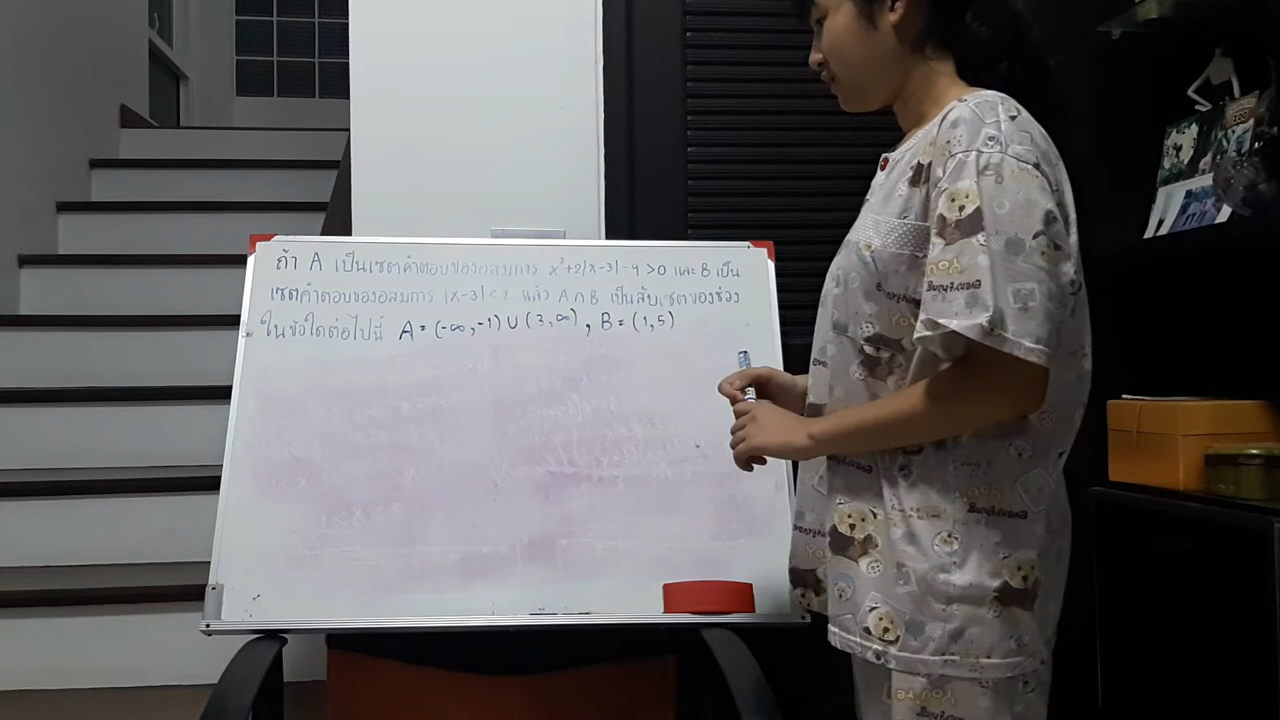 ถ้า A เป็นเซตคำตอบของอสมการ x²+2|x-3|-9 >0 และ B เป็น
เซตคำตอบของอสมการ |x-3|<2 แล้ว A ∩ B เป็นสับเซตของช่วง
ในข้อใดต่อไปนี้ A = (-∞,-1) ∪ (3,∞) , B = (1,5)